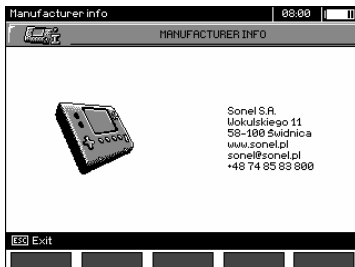 Manufacturer info 08:00
MANUFACTURER INFO
Sonel S.A.
Wokulskiego 11
58-100 Świdnica
www.sonel.pl
sonel@sonel.pl
+48 74 85 83 800
ESC Exit